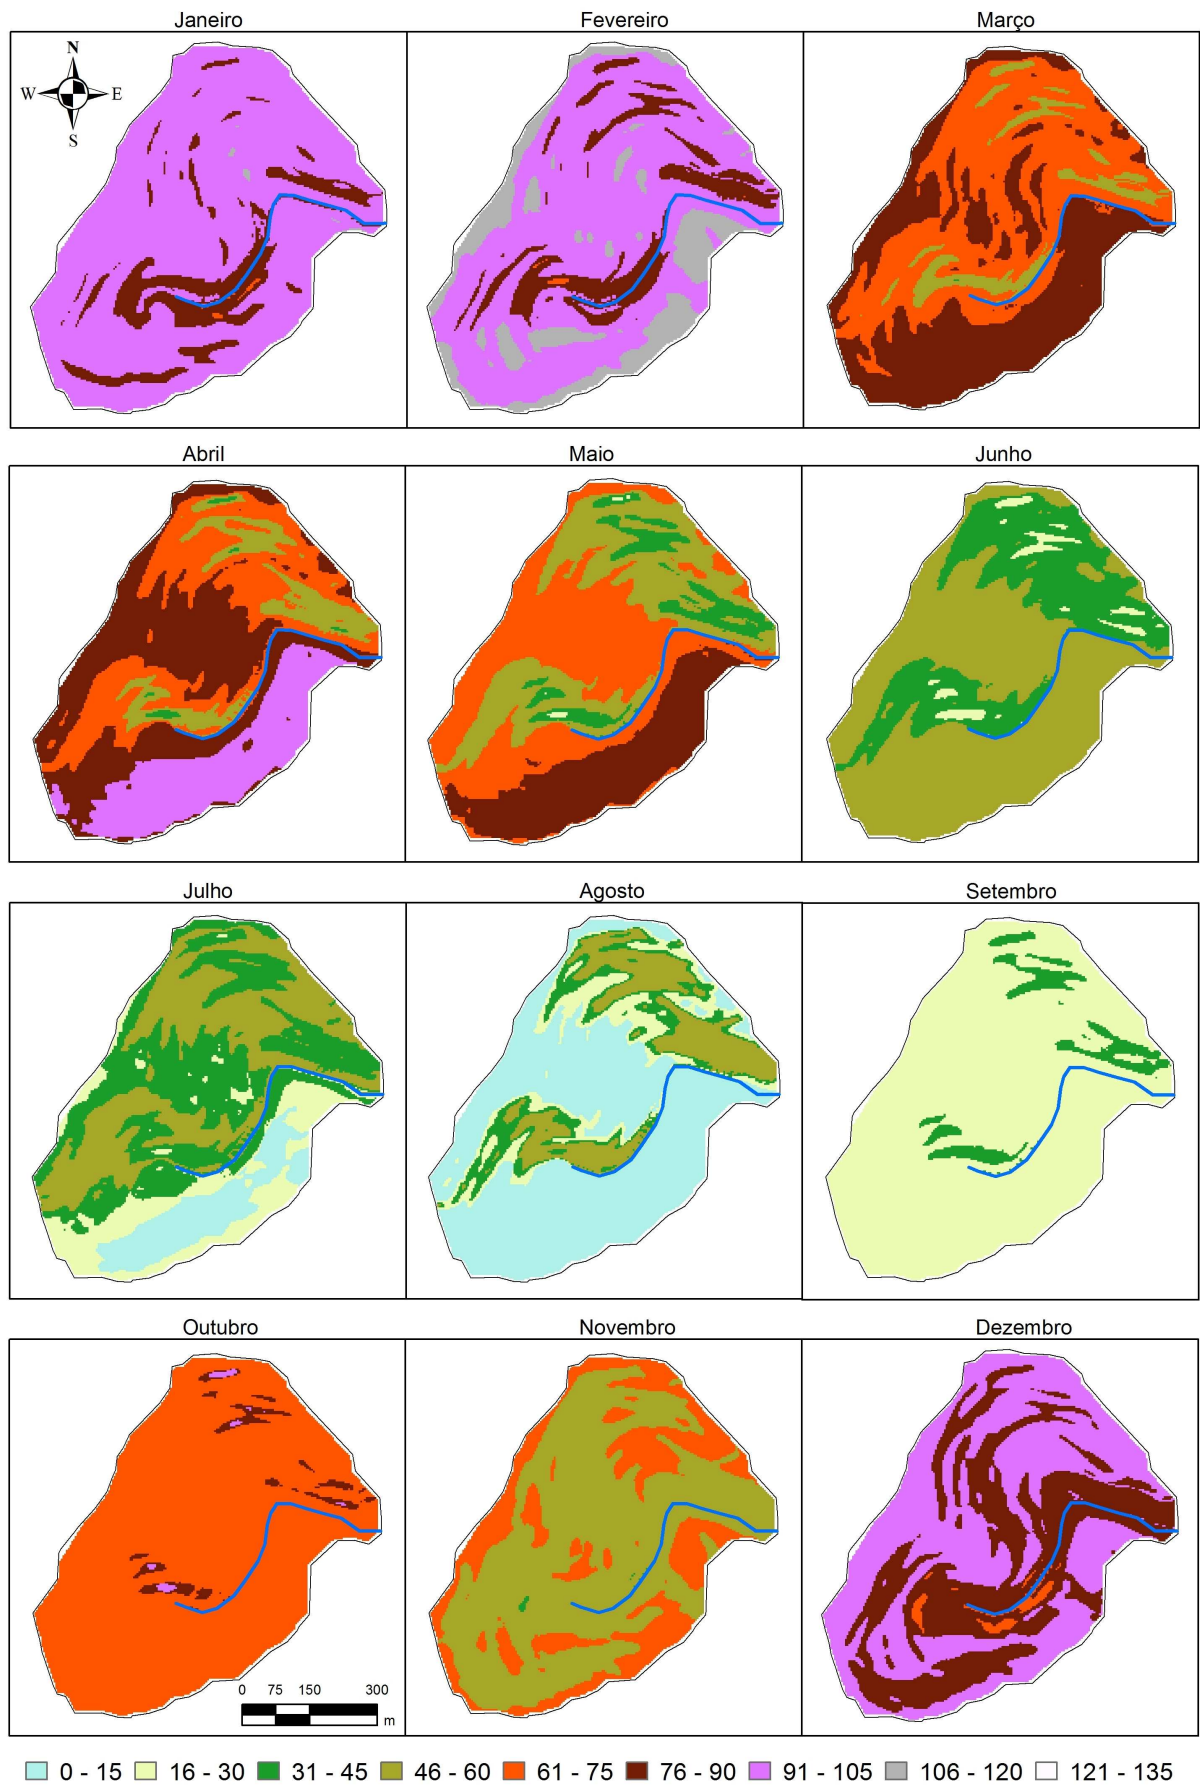 Janeiro Fevereiro Março
N
W E
S
Abril Maio Junho
Julho Agosto Setembro
Outubro Novembro Dezembro
0 75 150 300
m
0 - 15 16 - 30 31 - 45 46 - 60 61 - 75 76 - 90 91 - 105 106 - 120 121 - 135